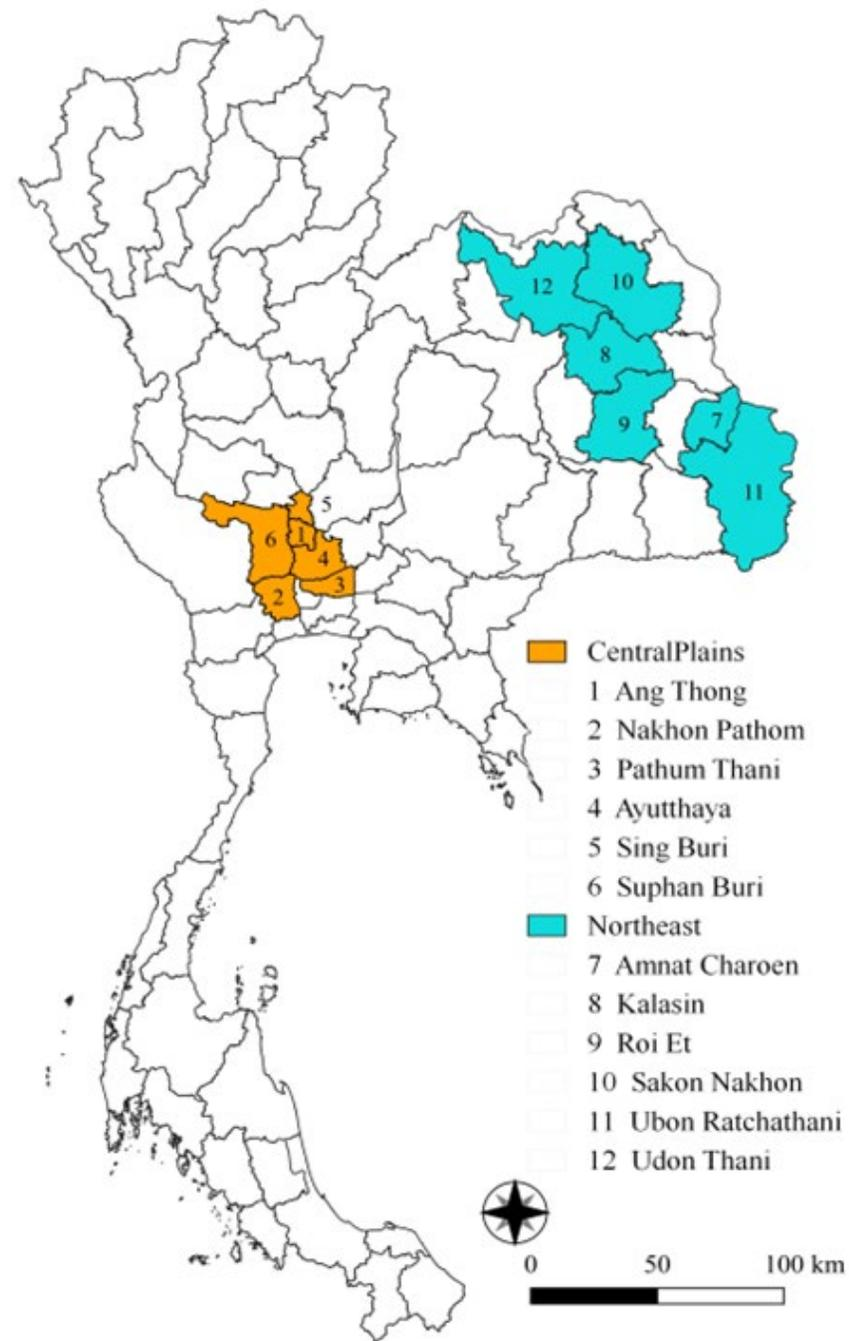 12
10
8
7
9
11
5
1
6
4
3
2
CentralPlains
1 Ang Thong
2 Nakhon Pathom
3 Pathum Thani
4 Ayutthaya
5 Sing Buri
6 Suphan Buri
Northeast
7 Amnat Charoen
8 Kalasin
9 Roi Et
10 Sakon Nakhon
11 Ubon Ratchathani
12 Udon Thani
0 50 100 km